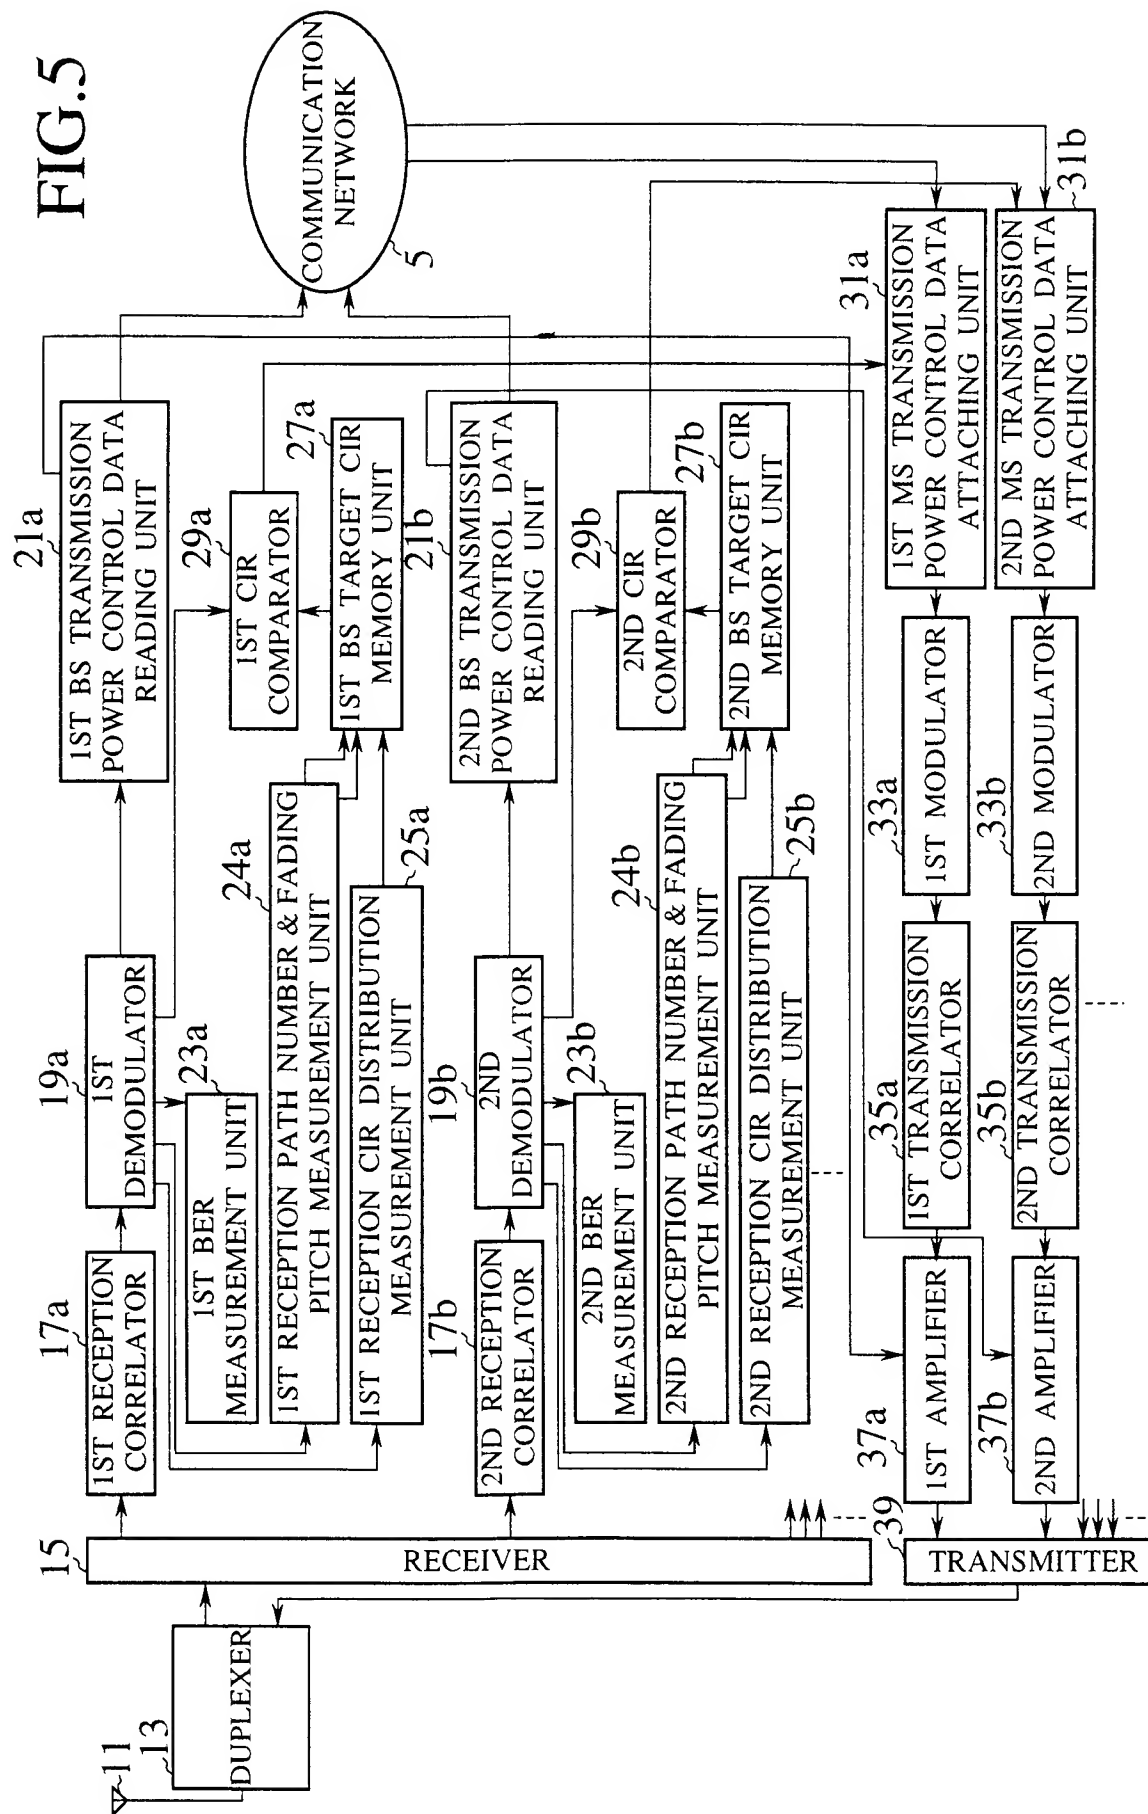 FIG.5
11
13
DUPLEXER
15
RECEIVER
17a
1ST RECEPTION
CORRELATOR
19a
1ST
DEMODULATOR
21a
1ST BS TRANSMISSION
POWER CONTROL DATA
READING UNIT
COMMUNICATION
NETWORK
5
23a
1ST BER
MEASUREMENT UNIT
29a
1ST CIR
COMPARATOR
24a
1ST RECEPTION PATH NUMBER & FADING
PITCH MEASUREMENT UNIT
27a
1ST BS TARGET CIR
MEMORY UNIT
25a
1ST RECEPTION CIR DISTRIBUTION
MEASUREMENT UNIT
17b
2ND RECEPTION
CORRELATOR
19b
2ND
DEMODULATOR
21b
2ND BS TRANSMISSION
POWER CONTROL DATA
READING UNIT
23b
2ND BER
MEASUREMENT UNIT
29b
2ND CIR
COMPARATOR
24b
2ND RECEPTION PATH NUMBER & FADING
PITCH MEASUREMENT UNIT
27b
2ND BS TARGET CIR
MEMORY UNIT
25b
2ND RECEPTION CIR DISTRIBUTION
MEASUREMENT UNIT
39
TRANSMITTER
37a
1ST AMPLIFIER
35a
1ST TRANSMISSION
CORRELATOR
33a
1ST MODULATOR
31a
1ST MS TRANSMISSION
POWER CONTROL DATA
ATTACHING UNIT
37b
2ND AMPLIFIER
35b
2ND TRANSMISSION
CORRELATOR
33b
2ND MODULATOR
31b
2ND MS TRANSMISSION
POWER CONTROL DATA
ATTACHING UNIT